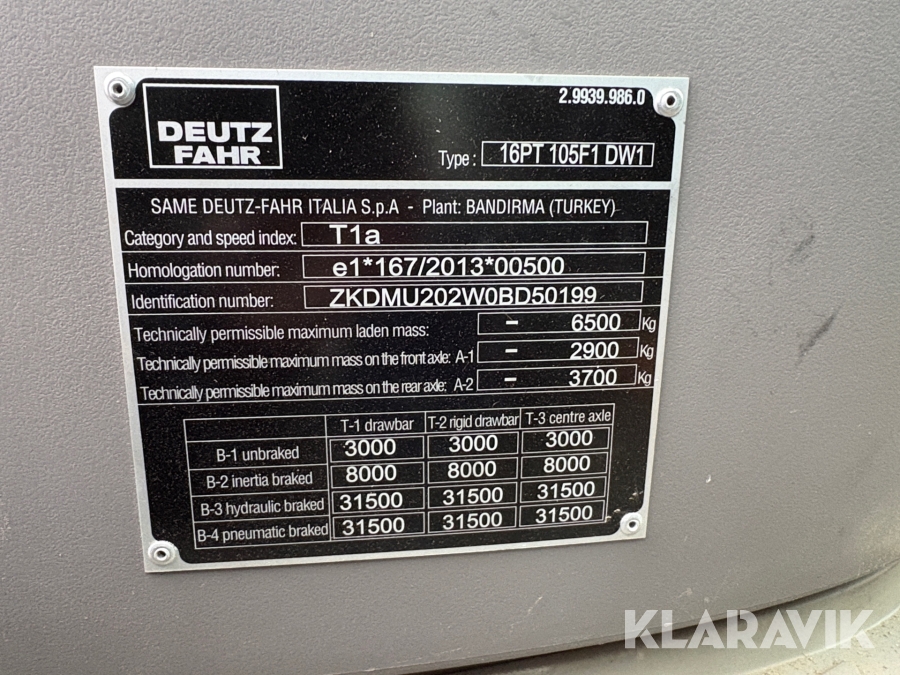 2.9939.986.0
DEUTZ
FAHR
Type : 16PT 105F1 DW1
SAME DEUTZ-FAHR ITALIA S.p.A - Plant: BANDIRMA (TURKEY)
Category and speed index: T1a
Homologation number: e1*167/2013*00500
Identification number: ZKDMU202W0BD50199
Technically permissible maximum laden mass: - 6500 Kg
Technically permissible maximum mass on the front axle: A-1 - 2900 Kg
Technically permissible maximum mass on the rear axle: A-2 - 3700 Kg
T-1 drawbar T-2 rigid drawbar T-3 centre axle
B-1 unbraked 3000 3000 3000
B-2 inertia braked 8000 8000 8000
B-3 hydraulic braked 31500 31500 31500
B-4 pneumatic braked 31500 31500 31500
KLARAVIK